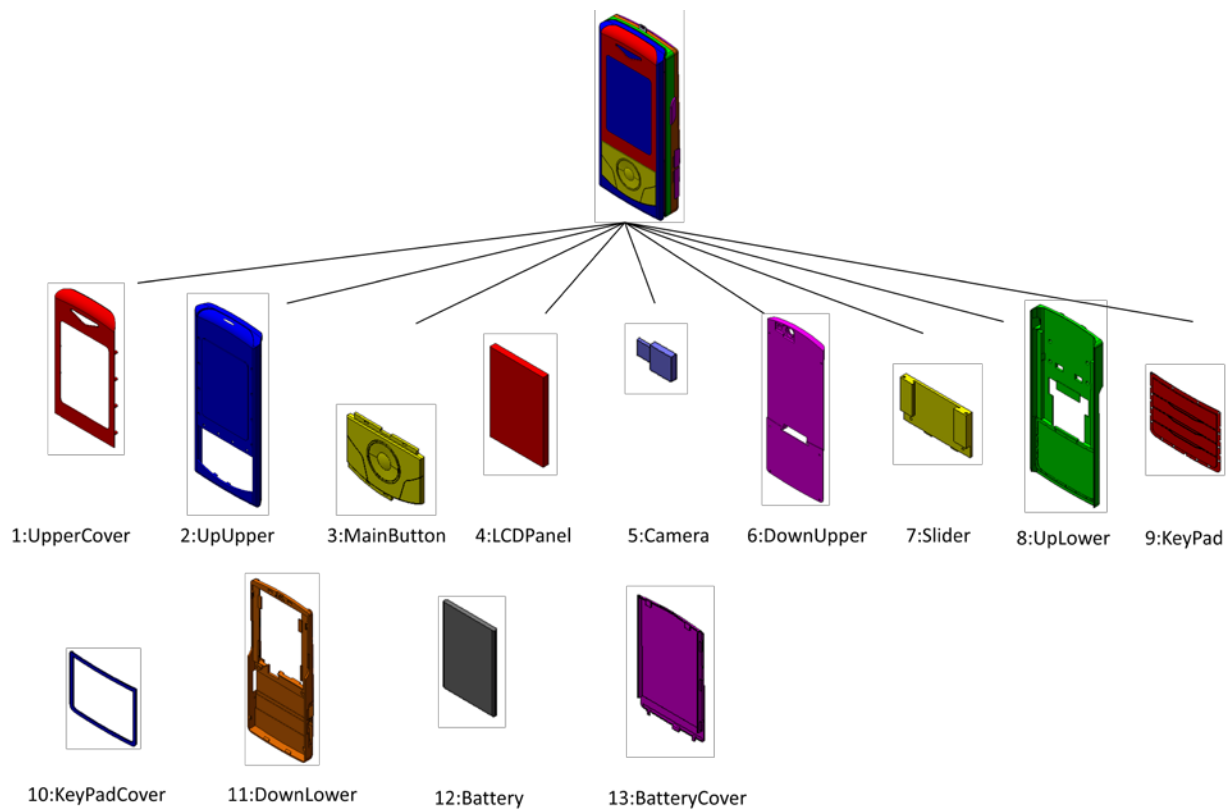 1:UpperCover
2:UpUpper
3:MainButton
4:LCDPanel
5:Camera
6:DownUpper
7:Slider
8:UpLower
9:KeyPad
10:KeyPadCover
11:DownLower
12:Battery
13:BatteryCover